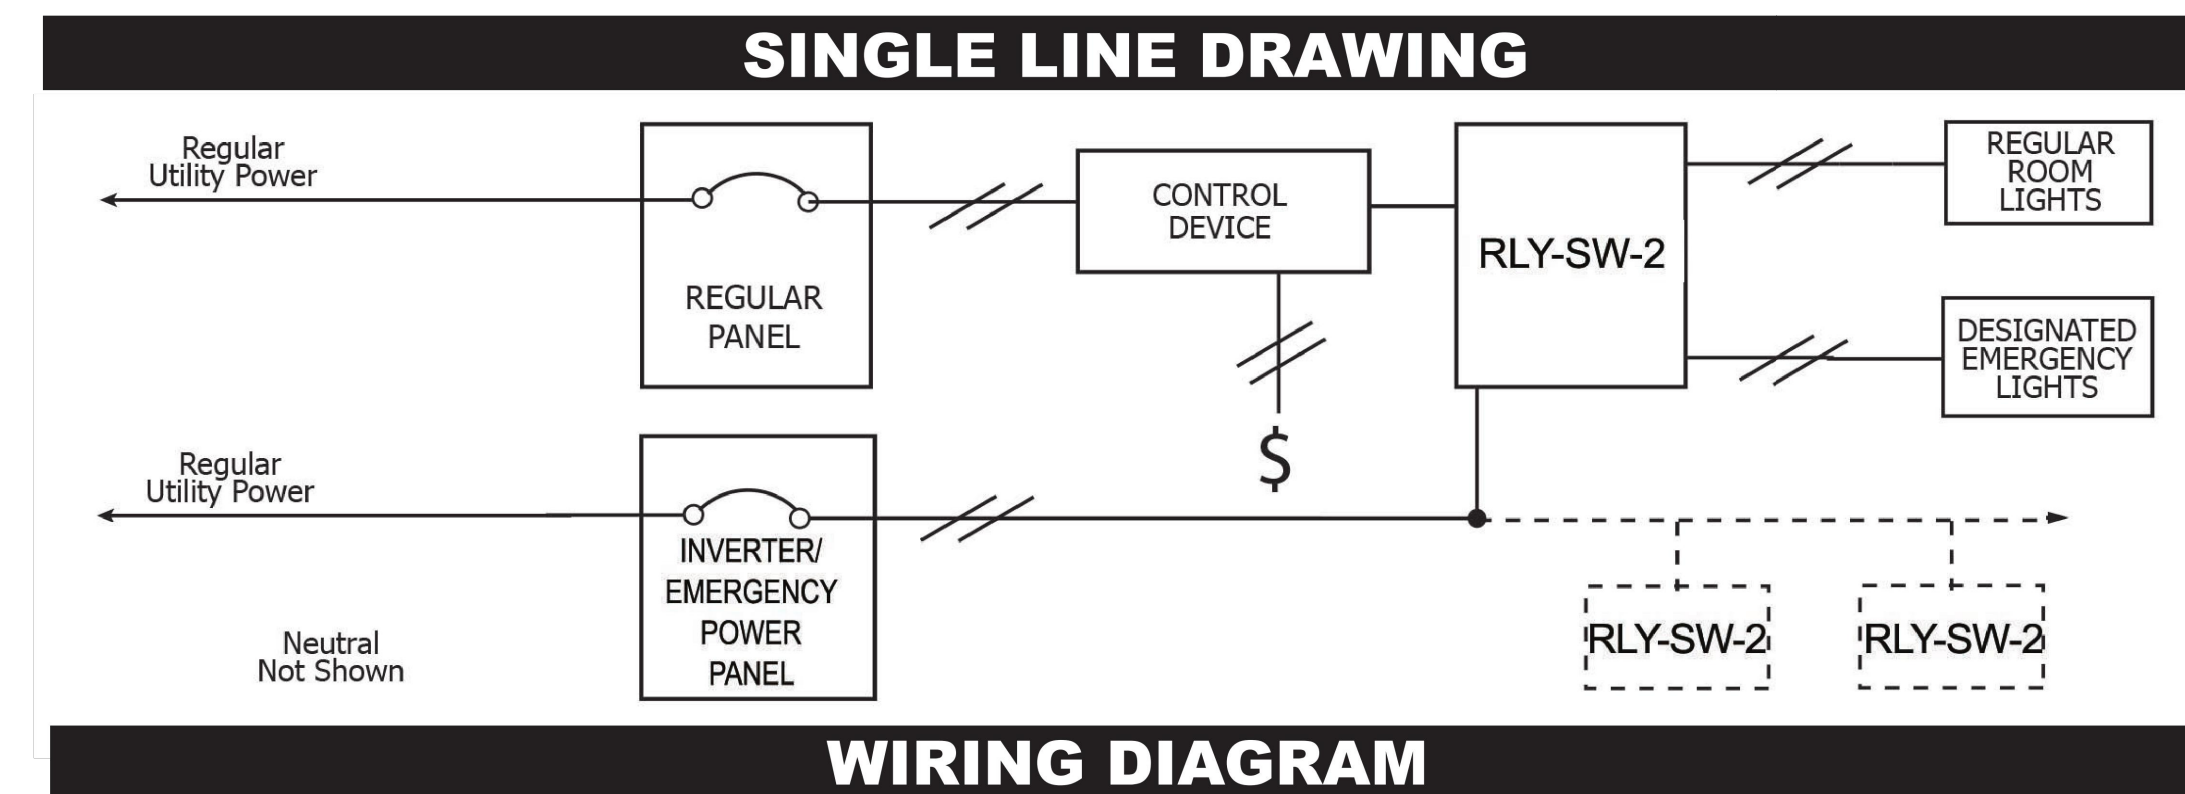 SINGLE LINE DRAWING
Regular
Utility Power
REGULAR
PANEL
CONTROL
DEVICE
$
RLY-SW-2
REGULAR
ROOM
LIGHTS
DESIGNATED
EMERGENCY
LIGHTS
Regular
Utility Power
INVERTER/
EMERGENCY
POWER
PANEL
RLY-SW-2
RLY-SW-2
Neutral
Not Shown
WIRING DIAGRAM